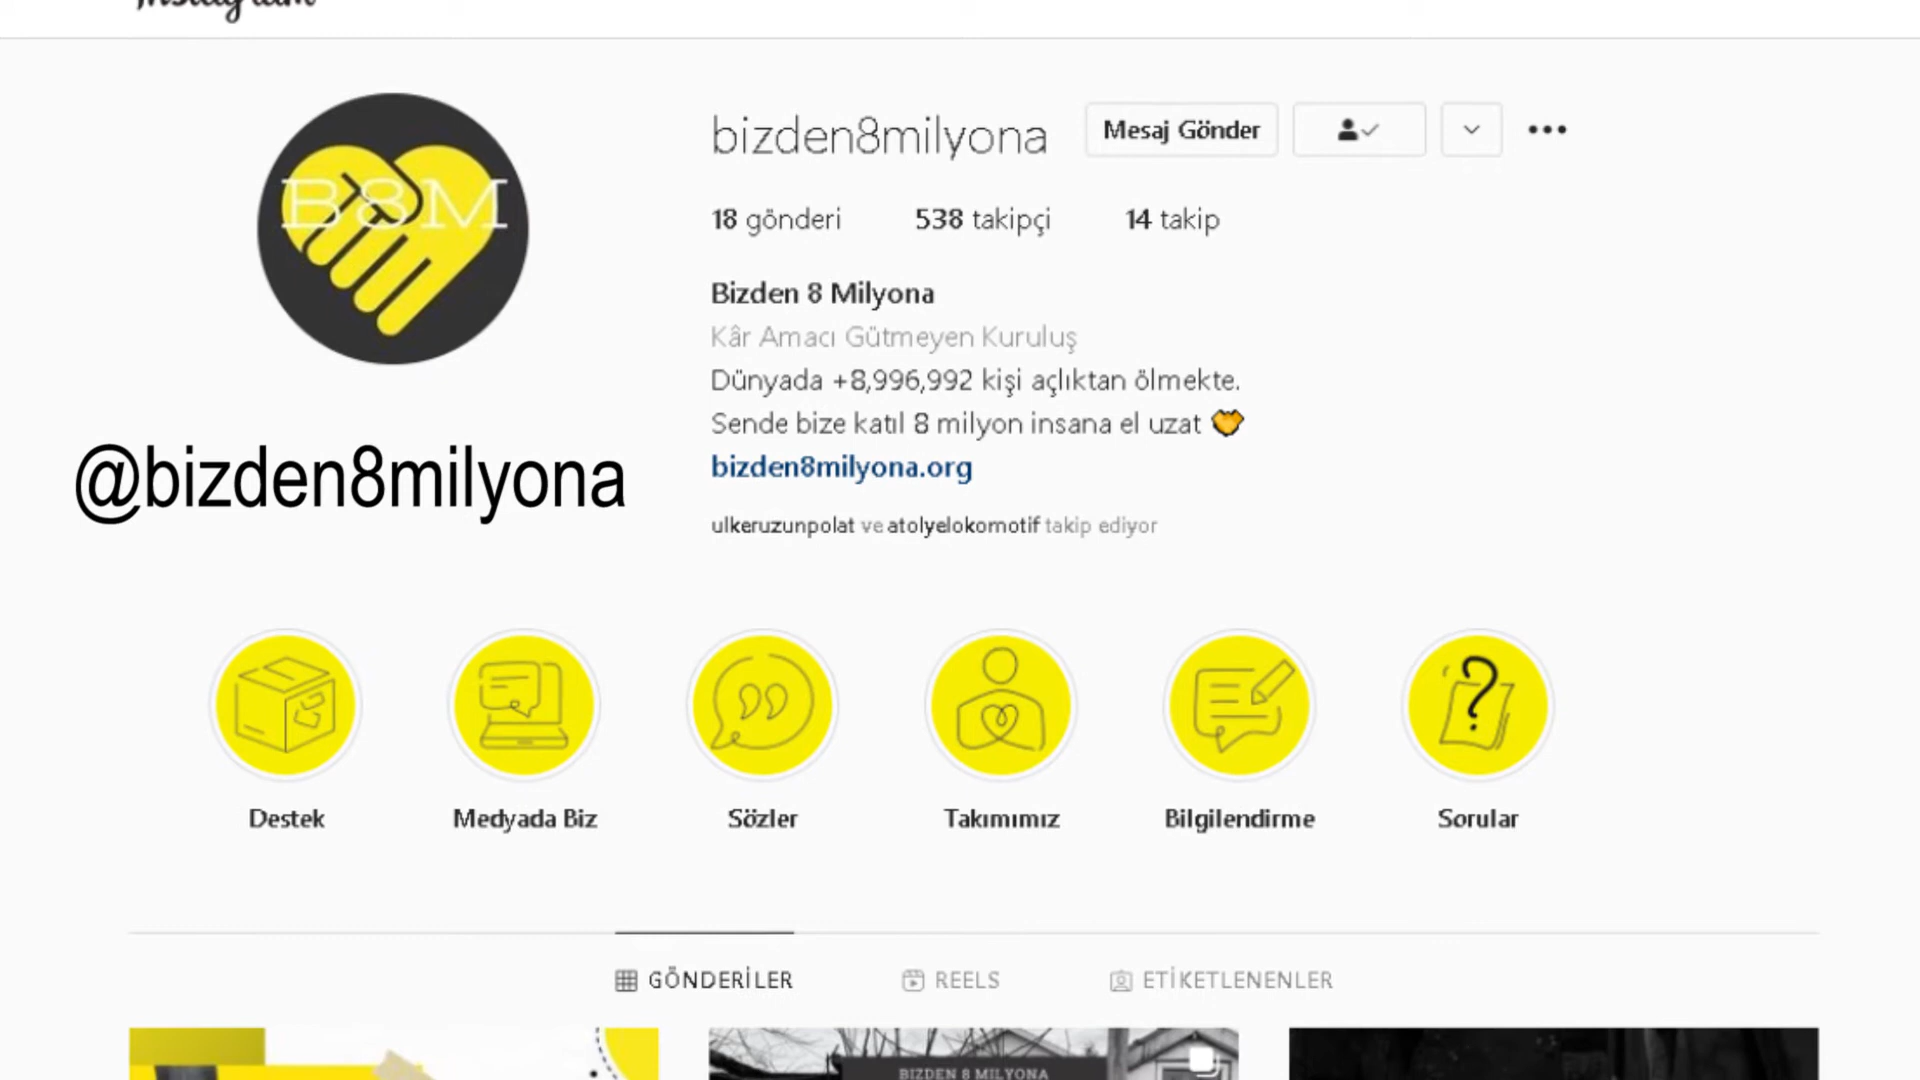 Instagram
B8M
bizden8milyona
Mesaj Gönder
18 gönderi 538 takipçi 14 takip
Bizden 8 Milyona
Kâr Amacı Gütmeyen Kuruluş
Dünyada +8,996,992 kişi açlıktan ölmekte.
Sende bize katıl 8 milyon insana el uzat
bizden8milyona.org
ulkeruzunpolat ve atolyelokomotif takip ediyor
@bizden8milyona
Destek Medyada Biz Sözler Takımımız Bilgilendirme Sorular
GÖNDERİLER REELS ETİKETLENENLER
BIZDEN 8 MILYONA